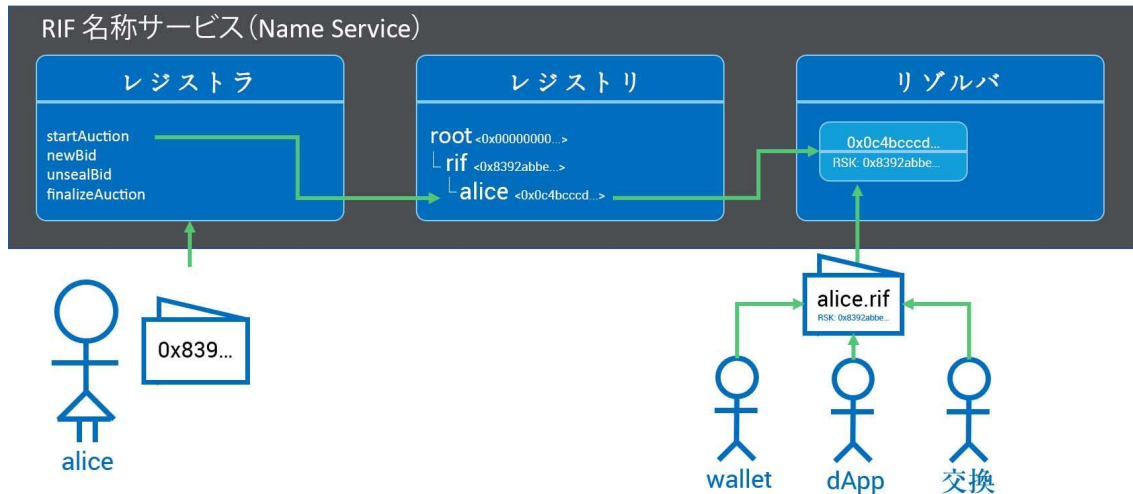 RIF 名称サービス(Name Service)
レジストラ
startAuction
newBid
unsealBid
finalizeAuction
レジストリ
root <0x00000000...>
rif <0x8392abbe...>
alice <0x0c4bcccd...>
リゾルバ
0x0c4bcccd...
RSK: 0x8392abbe...
0x839...
alice
alice.rif
RSK: 0x8392abbe...
wallet
dApp
交換